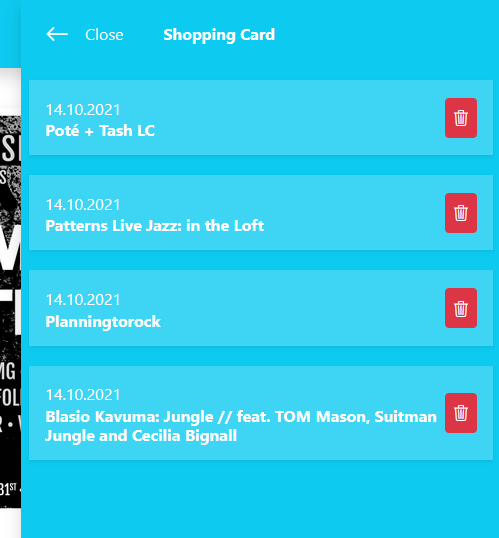 Close Shopping Card
14.10.2021
Poté + Tash LC
14.10.2021
Patterns Live Jazz: in the Loft
14.10.2021
Planningtorock
14.10.2021
Blasio Kavuma: Jungle // feat. TOM Mason, Suitman
Jungle and Cecilia Bignall